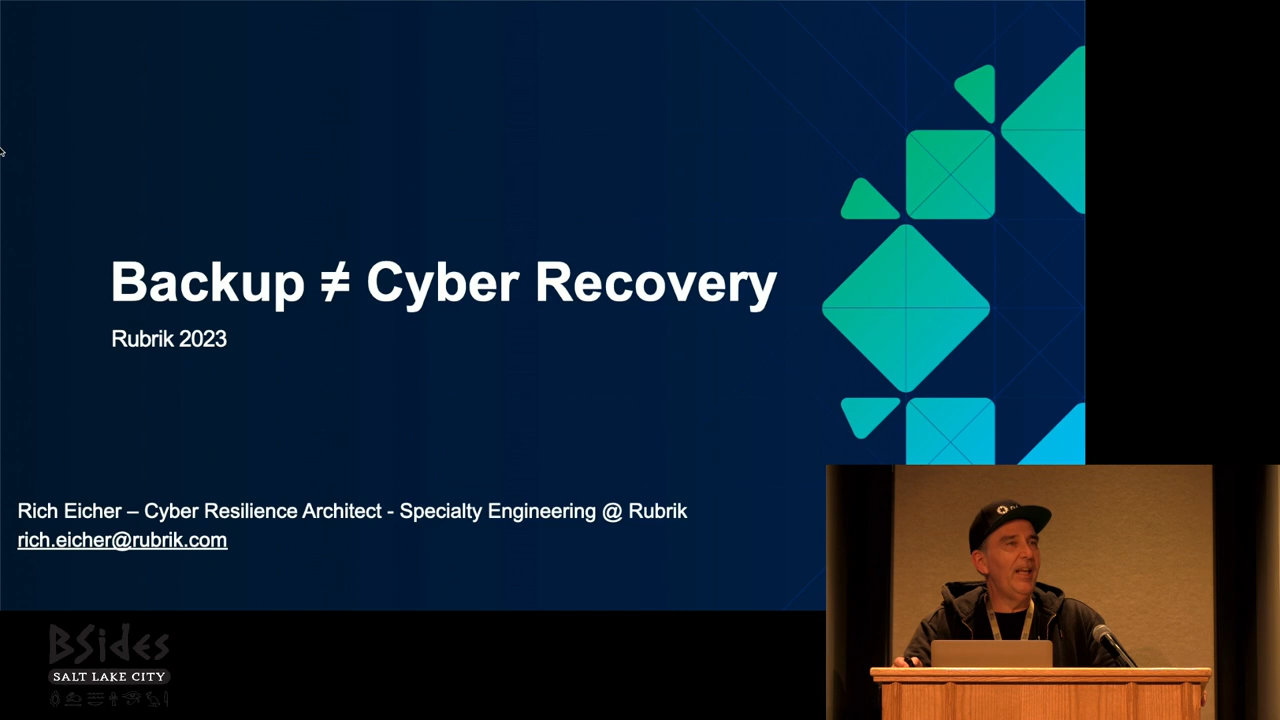 Backup ≠ Cyber Recovery
Rubrik 2023
Rich Eicher – Cyber Resilience Architect - Specialty Engineering @ Rubrik
rich.eicher@rubrik.com
BSides
SALT LAKE CITY